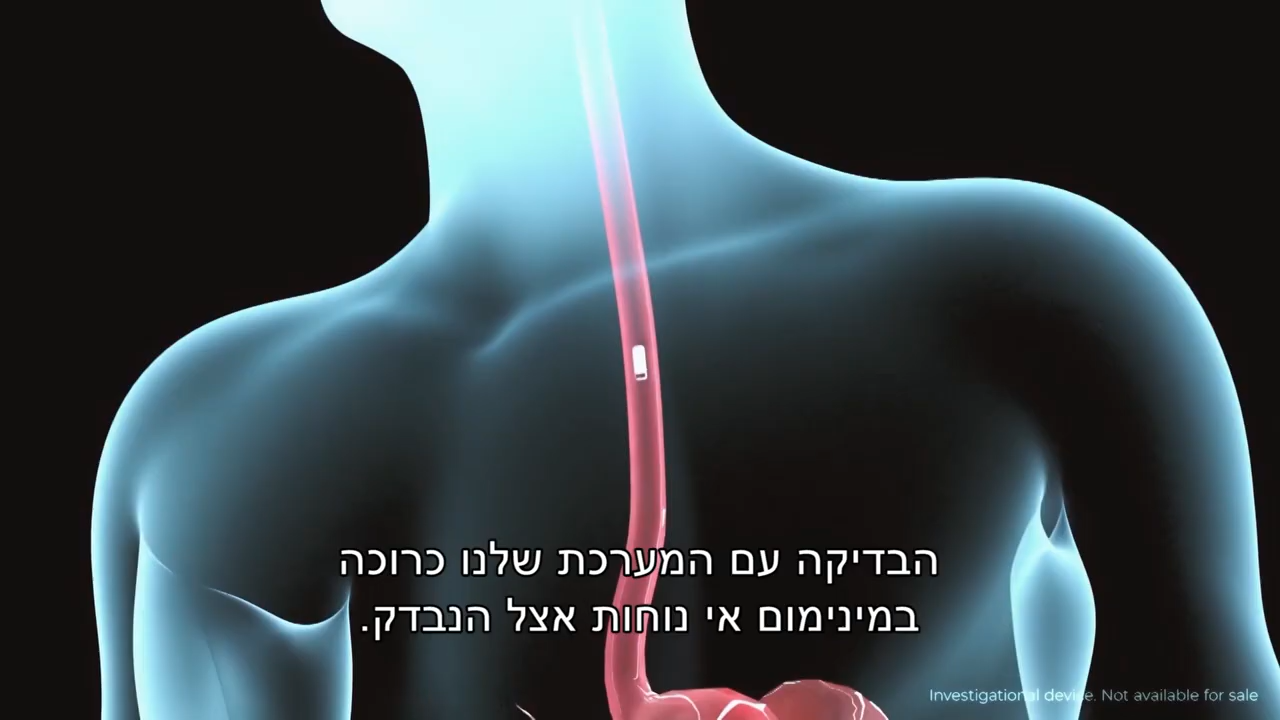 הבדיקה עם המערכת שלנו כרוכה
במינימום אי נוחות אצל הנבדק.
Investigational device. Not available for sale